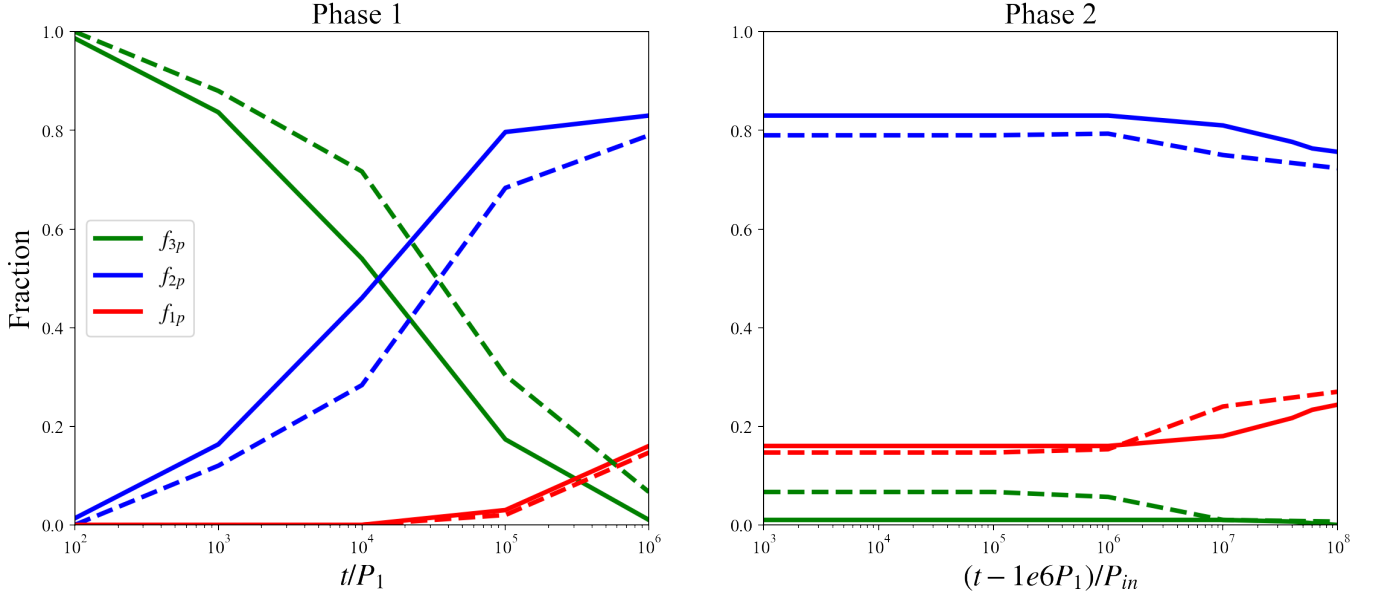 Phase 1
Phase 2
Fraction
1.0
0.8
0.6
0.4
0.2
0.0
f3p
f2p
f1p
10² 10³ 10⁴ 10⁵ 10⁶
t/P₁
1.0
0.8
0.6
0.4
0.2
0.0
10³ 10⁴ 10⁵ 10⁶ 10⁷ 10⁸
(t − 1e6P₁)/Pin